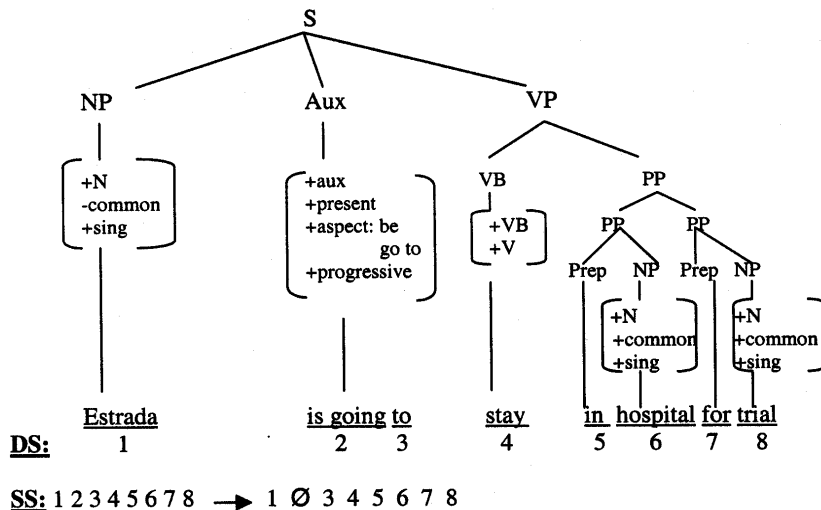 S
NP Aux VP
+N +aux VB PP
-common +present
+sing +aspect: be +VB PP PP
go to +V
+progressive Prep NP Prep NP
+N +N
+common +common
+sing +sing
Estrada is going to stay in hospital for trial
DS: 1 2 3 4 5 6 7 8
SS: 1 2 3 4 5 6 7 8 → 1 Ø 3 4 5 6 7 8